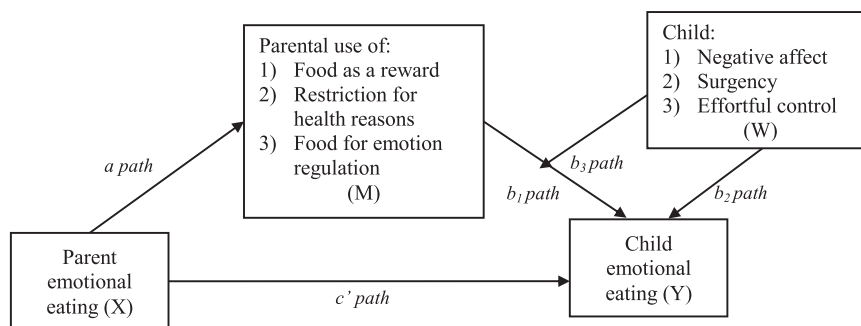 Parental use of:
1) Food as a reward
2) Restriction for
health reasons
3) Food for emotion
regulation
(M)
Child:
1) Negative affect
2) Surgency
3) Effortful control
(W)
a path
b3 path
b1 path
b2 path
Parent
emotional
eating (X)
c’ path
Child
emotional
eating (Y)